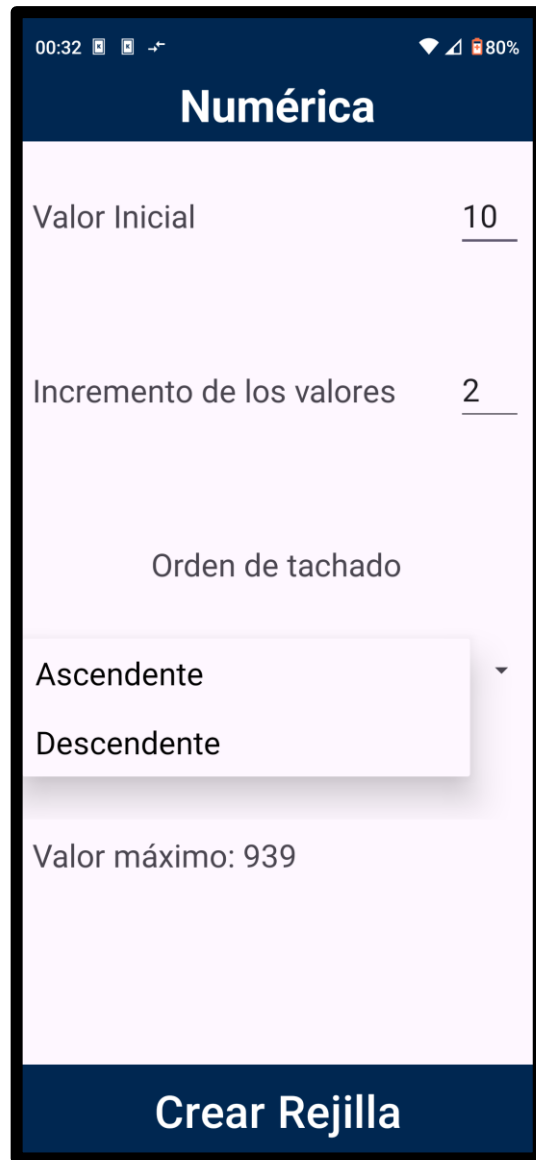 00:32 80%
Numérica
Valor Inicial 10
Incremento de los valores 2
Orden de tachado
Ascendente
Descendente
Valor máximo: 939
Crear Rejilla